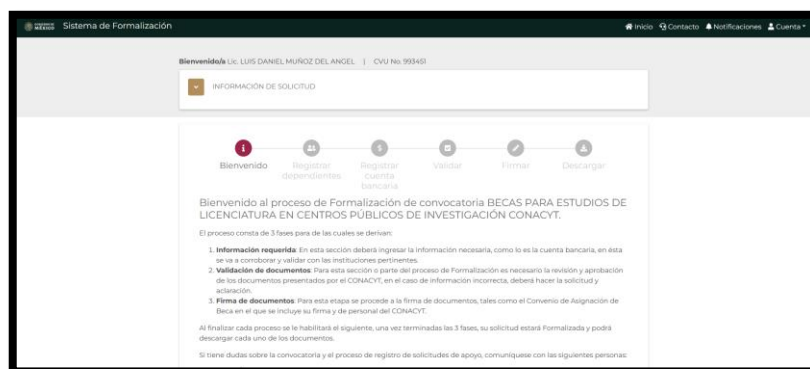 GOBIERNO DE MÉXICO Sistema de Formalización Inicio Contacto Notificaciones Cuenta
Bienvenido/a Lic. LUIS DANIEL MUÑOZ DEL ANGEL | CVU No. 993451
INFORMACIÓN DE SOLICITUD
Bienvenido Registrar dependientes Registrar cuenta bancaria Validar Firmar Descargar
Bienvenido al proceso de Formalización de convocatoria BECAS PARA ESTUDIOS DE
LICENCIATURA EN CENTROS PÚBLICOS DE INVESTIGACIÓN CONACYT.
El proceso consta de 3 fases para de las cuales se derivan:
1. Información requerida: En esta sección deberá ingresar la información necesaria, como lo es la cuenta bancaria, en ésta
se va a corroborar y validar con las instituciones pertinentes.
2. Validación de documentos: Para esta sección o parte del proceso de Formalización es necesario la revisión y aprobación
de los documentos presentados por el CONACYT, en el caso de información incorrecta, deberá hacer la solicitud y
aclaración.
3. Firma de documentos: Para esta etapa se procede a la firma de documentos, tales como el Convenio de Asignación de
Beca en el que se incluye su firma y de personal del CONACYT.
Al finalizar cada proceso se le habilitará el siguiente, una vez terminadas las 3 fases, su solicitud estará Formalizada y podrá
descargar cada uno de los documentos.
Si tiene dudas sobre la convocatoria y el proceso de registro de solicitudes de apoyo, comuníquese con las siguientes personas: